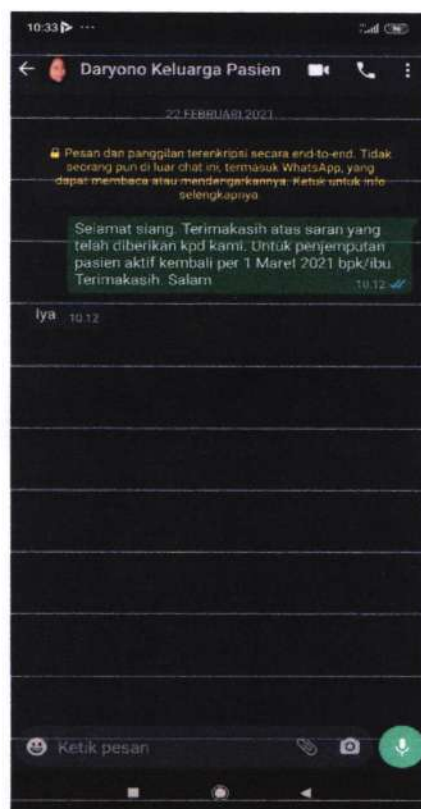 10:33
Daryono Keluarga Pasien
22 FEBRUARI 2021
Pesan dan panggilan terenkripsi secara end-to-end. Tidak
seorang pun di luar chat ini, termasuk WhatsApp, yang
dapat membaca atau mendengarkannya. Ketuk untuk info
selengkapnya.
Selamat siang. Terimakasih atas saran yang
telah diberikan kpd kami. Untuk penjemputan
pasien aktif kembali per 1 Maret 2021 bpk/ibu.
Terimakasih. Salam
10.12
Iya 10.12
Ketik pesan